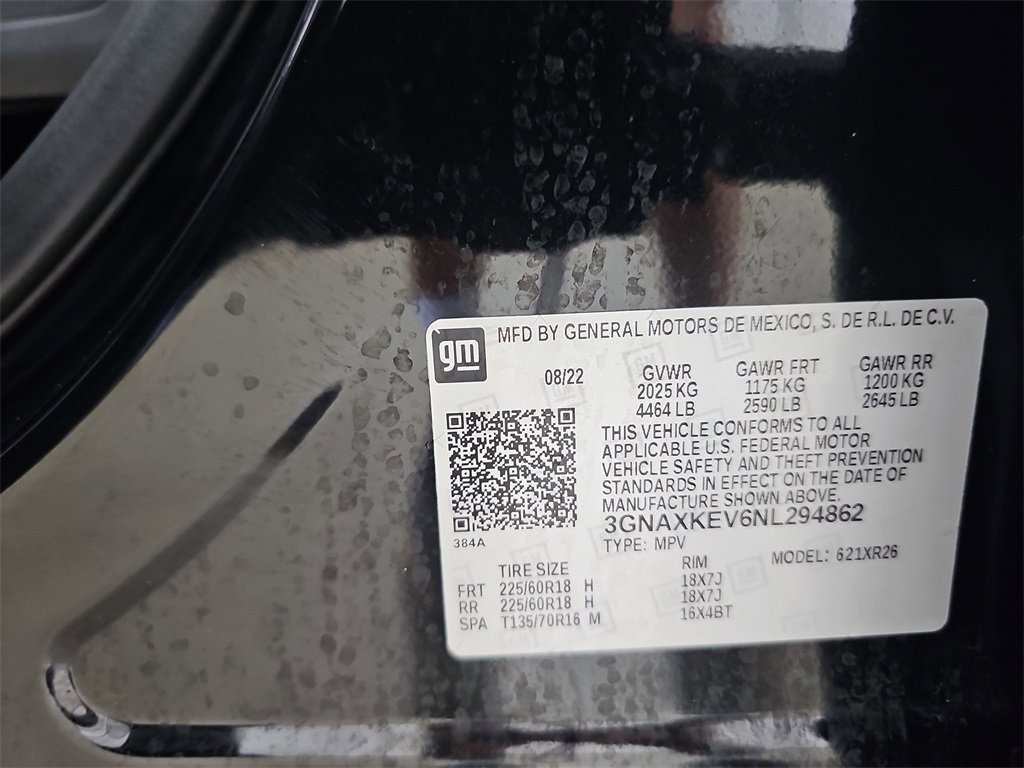 gm
MFD BY GENERAL MOTORS DE MEXICO, S. DE R.L. DE C.V.
08/22 GVWR GAWR FRT GAWR RR
2025 KG 1175 KG 1200 KG
4464 LB 2590 LB 2645 LB
THIS VEHICLE CONFORMS TO ALL
APPLICABLE U.S. FEDERAL MOTOR
VEHICLE SAFETY AND THEFT PREVENTION
STANDARDS IN EFFECT ON THE DATE OF
MANUFACTURE SHOWN ABOVE.
3GNAXKEV6NL294862
384A
TYPE: MPV MODEL: 621XR26
TIRE SIZE RIM
FRT 225/60R18 H 18X7J
RR 225/60R18 H 18X7J
SPA T135/70R16 M 16X4BT